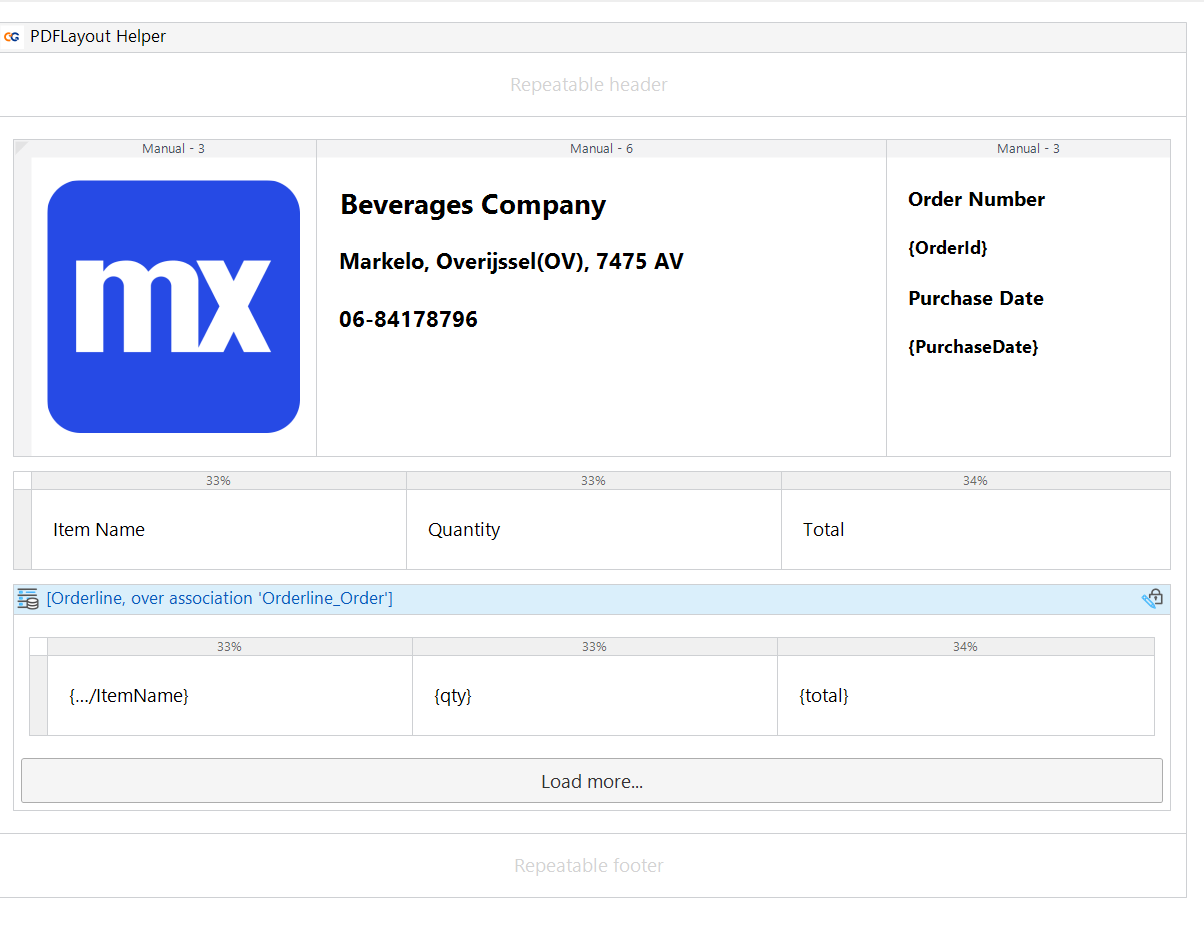 CG PDFLayout Helper
Repeatable header
Manual - 3
Manual - 6
Manual - 3
mx
Beverages Company
Markelo, Overijssel(OV), 7475 AV
06-84178796
Order Number
{OrderId}
Purchase Date
{PurchaseDate}
33%
33%
34%
Item Name
Quantity
Total
[Orderline, over association 'Orderline_Order']
33%
33%
34%
{.../ItemName}
{qty}
{total}
Load more...
Repeatable footer